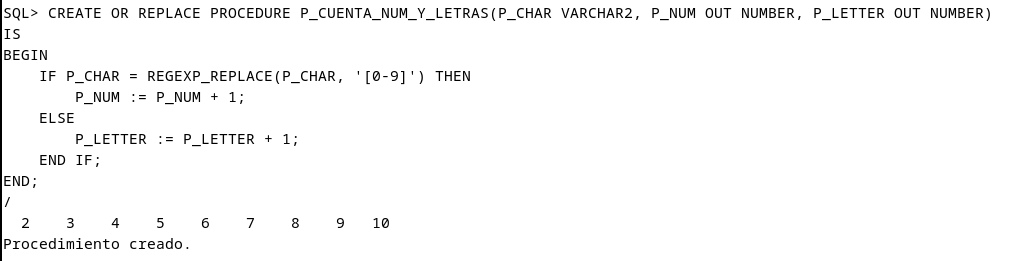 SQL> CREATE OR REPLACE PROCEDURE P_CUENTA_NUM_Y_LETRAS(P_CHAR VARCHAR2, P_NUM OUT NUMBER, P_LETTER OUT NUMBER)
IS
BEGIN
    IF P_CHAR = REGEXP_REPLACE(P_CHAR, '[0-9]') THEN
        P_NUM := P_NUM + 1;
    ELSE
        P_LETTER := P_LETTER + 1;
    END IF;
END;
/
  2    3    4    5    6    7    8    9   10
Procedimiento creado.